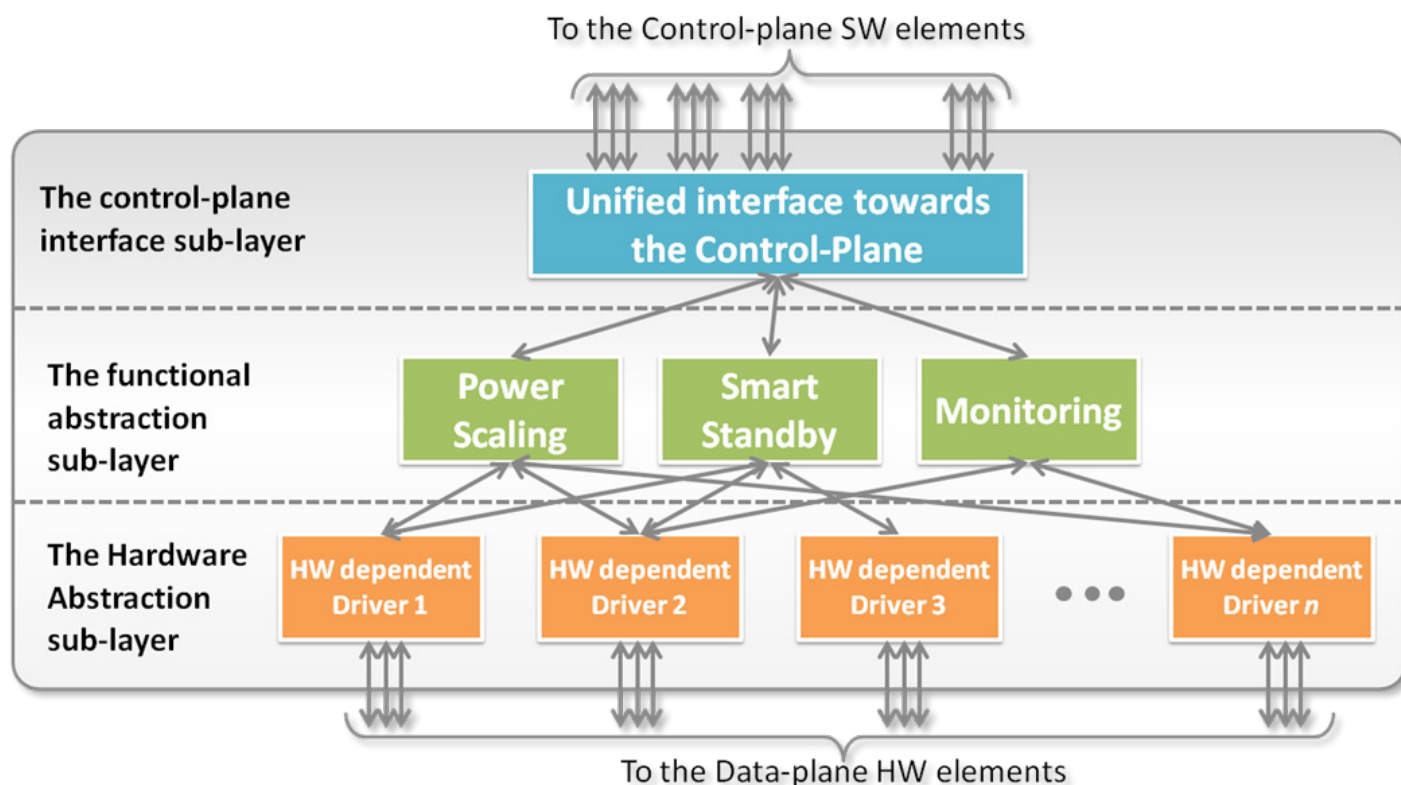 To the Control-plane SW elements
The control-plane
interface sub-layer
Unified interface towards
the Control-Plane
The functional
abstraction
sub-layer
Power
Scaling
Smart
Standby
Monitoring
The Hardware
Abstraction
sub-layer
HW dependent
Driver 1
HW dependent
Driver 2
HW dependent
Driver 3
HW dependent
Driver n
To the Data-plane HW elements